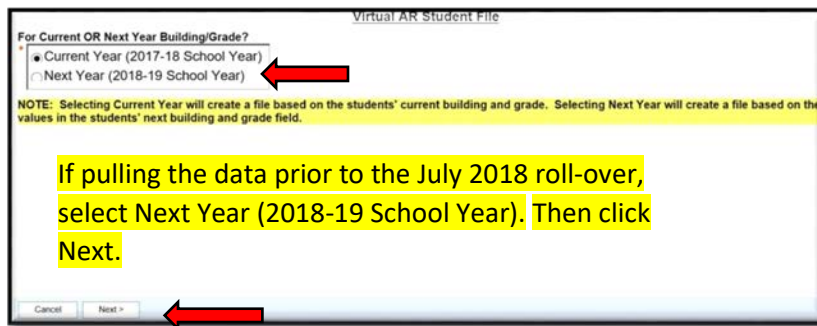 Virtual AR Student File
For Current OR Next Year Building/Grade?
* Current Year (2017-18 School Year)
Next Year (2018-19 School Year)
NOTE: Selecting Current Year will create a file based on the students' current building and grade. Selecting Next Year will create a file based on the
values in the students' next building and grade field.
If pulling the data prior to the July 2018 roll-over,
select Next Year (2018-19 School Year). Then click
Next.
Cancel Next >